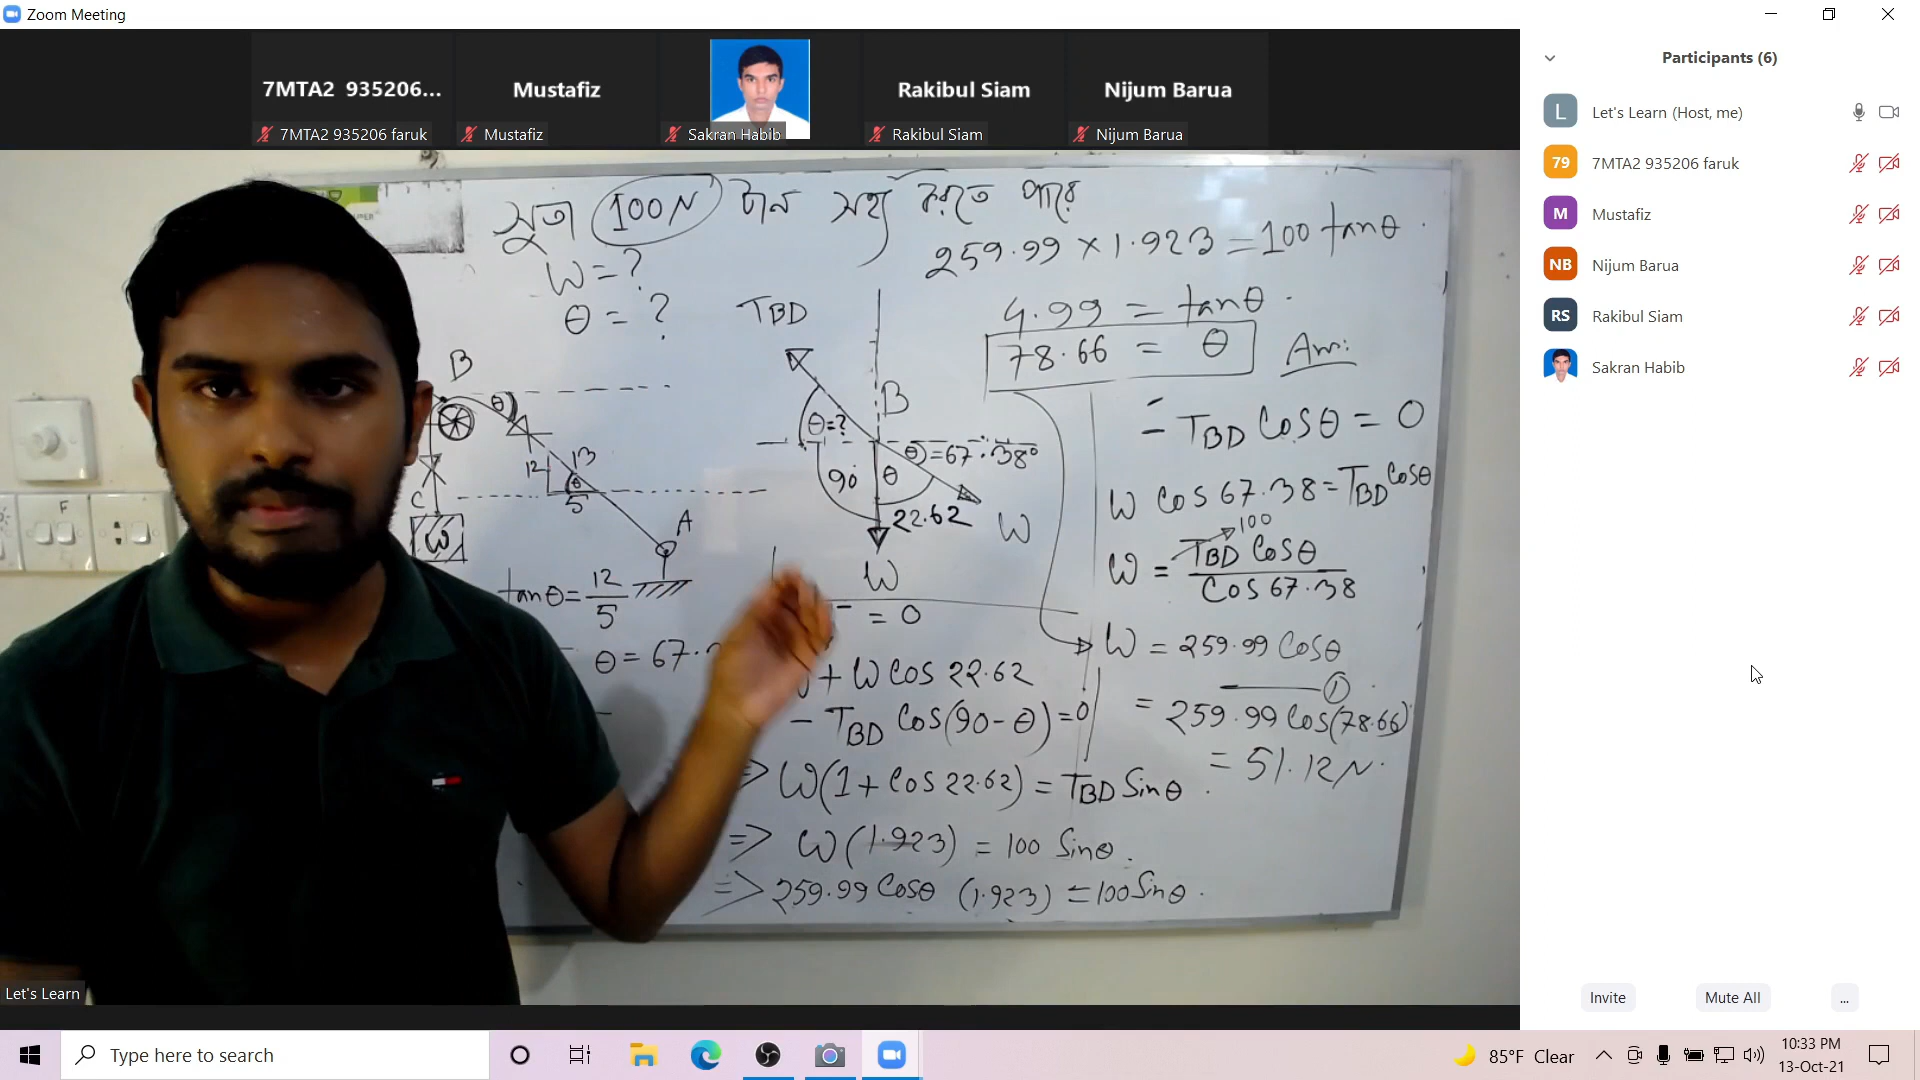 Zoom Meeting
7MTA2 935206...
Mustafiz
Rakibul Siam
Nijum Barua
7MTA2 935206 faruk
Mustafiz
Sakran Habib
Rakibul Siam
Nijum Barua
Participants (6)
L Let's Learn (Host, me)
79 7MTA2 935206 faruk
M Mustafiz
NB Nijum Barua
RS Rakibul Siam
Sakran Habib
সুতা 100N টান সহ্য করতে পারে
W = ?
θ = ?
259.99 × 1.923 = 100 tanθ
4.99 = tanθ
78.66 = θ Ans:
TBD
B
θ=?
θ=67.38°
90
θ
22.62
W
W
B
θ
12
13
θ
5
C
W
A
tanθ = 12/5
θ = 67.
= 0
+ W Cos 22.62
- TBD Cos(90-θ) = 0
=> W(1 + Cos 22.62) = TBD Sinθ
=> W(1.923) = 100 Sinθ
=> 259.99 Cosθ (1.923) = 100 Sinθ
- TBD Cosθ = 0
W Cos 67.38 = TBD Cosθ
100
W = TBD Cosθ / Cos 67.38
W = 259.99 Cosθ
1
= 259.99 Cos(78.66)
= 51.12 N
F
Let's Learn
Invite
Mute All
...
Type here to search
85°F Clear
10:33 PM
13-Oct-21